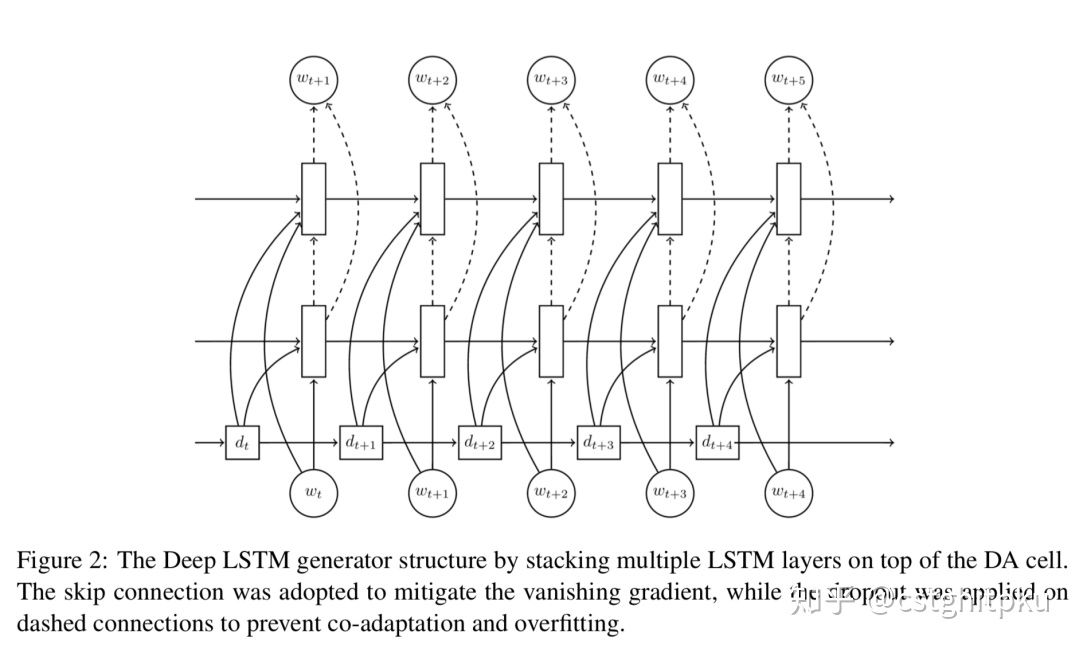 w_{t+1} w_{t+2} w_{t+3} w_{t+4} w_{t+5}
d_t d_{t+1} d_{t+2} d_{t+3} d_{t+4}
w_t w_{t+1} w_{t+2} w_{t+3} w_{t+4}
Figure 2: The Deep LSTM generator structure by stacking multiple LSTM layers on top of the DA cell.
The skip connection was adopted to mitigate the vanishing gradient, while the dropout was applied on
dashed connections to prevent co-adaptation and overfitting.
知乎 @cstghitpku